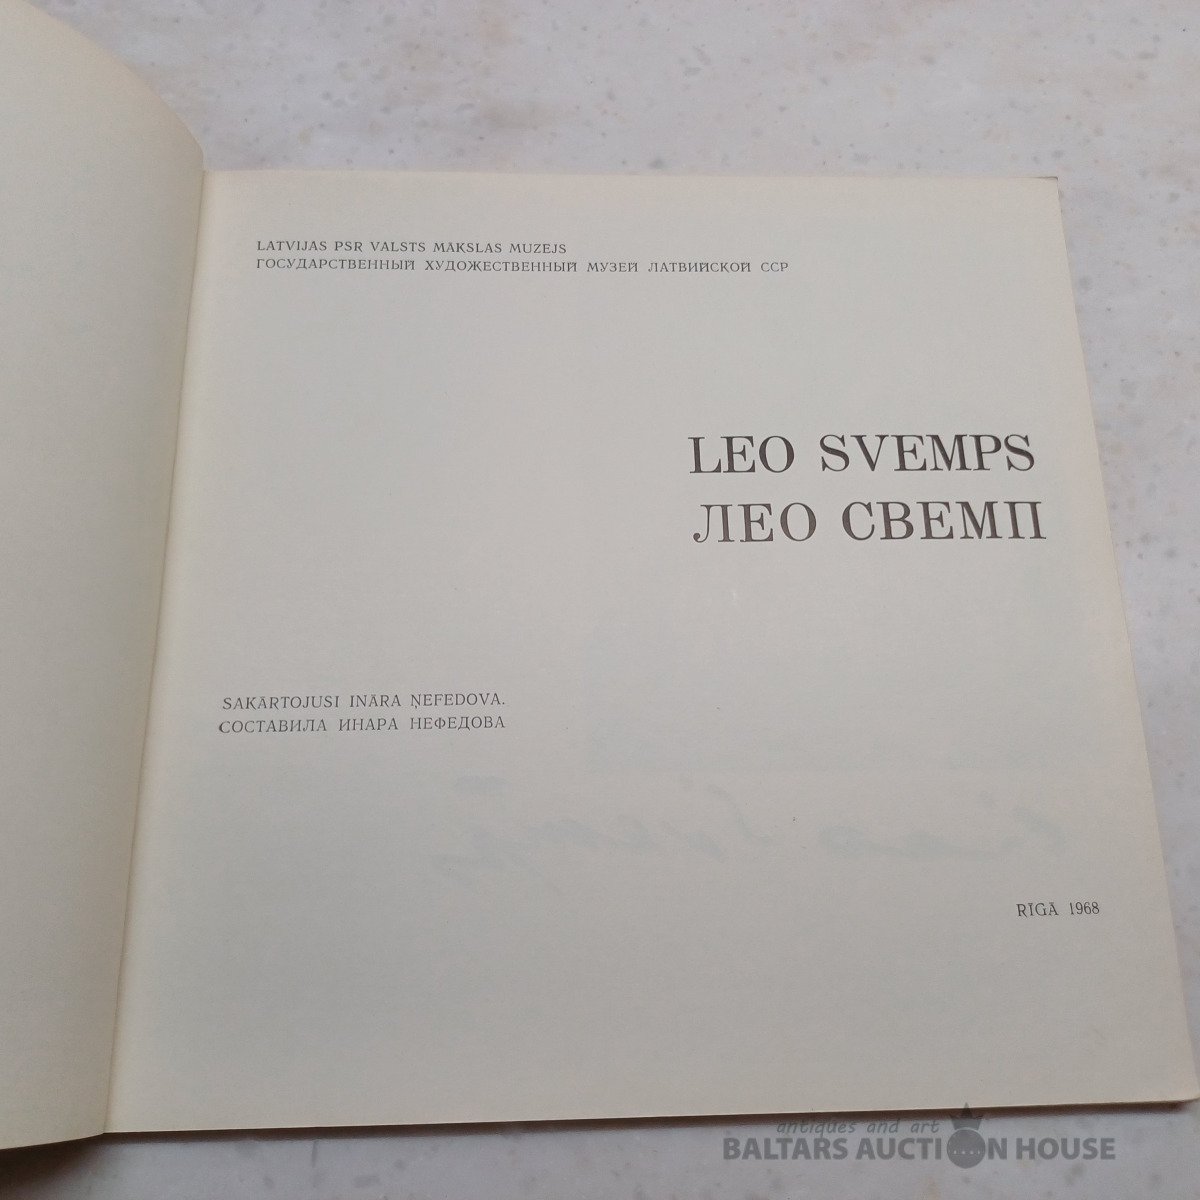 LATVIJAS PSR VALSTS MĀKSLAS MUZEJS
ГОСУДАРСТВЕННЫЙ ХУДОЖЕСТВЕННЫЙ МУЗЕЙ ЛАТВИЙСКОЙ ССР
LEO SVEMPS
ЛЕО СВЕМП
SAKĀRTOJUSI INĀRA ŅEFEDOVA.
СОСТАВИЛА ИНАРА НЕФЕДОВА
RĪGĀ 1968
antiques and art
BALTARS AUCTION HOUSE